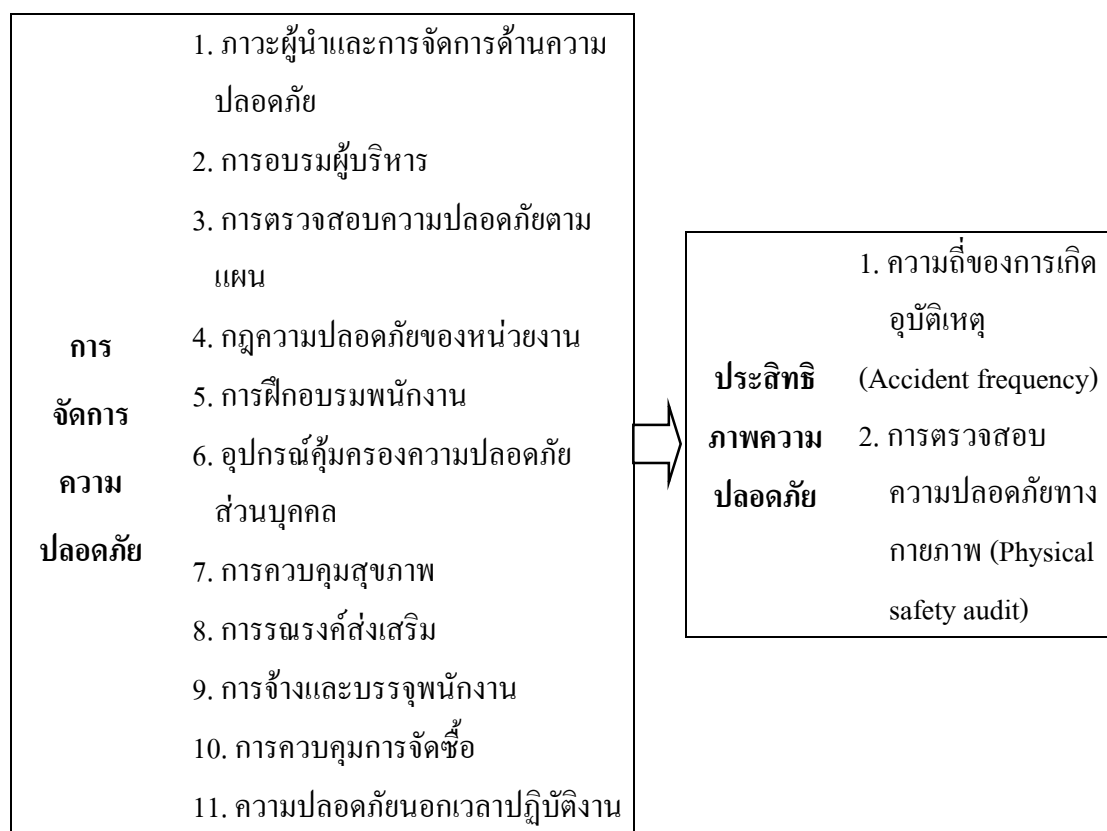 การ
จัดการ
ความ
ปลอดภัย
1. ภาวะผู้นำและการจัดการด้านความ
ปลอดภัย
2. การอบรมผู้บริหาร
3. การตรวจสอบความปลอดภัยตาม
แผน
4. กฎความปลอดภัยของหน่วยงาน
5. การฝึกอบรมพนักงาน
6. อุปกรณ์คุ้มครองความปลอดภัย
ส่วนบุคคล
7. การควบคุมสุขภาพ
8. การรณรงค์ส่งเสริม
9. การจ้างและบรรจุพนักงาน
10. การควบคุมการจัดซื้อ
11. ความปลอดภัยนอกเวลาปฏิบัติงาน
ประสิทธิ
ภาพความ
ปลอดภัย
1. ความถี่ของการเกิด
อุบัติเหตุ
(Accident frequency)
2. การตรวจสอบ
ความปลอดภัยทาง
กายภาพ (Physical
safety audit)